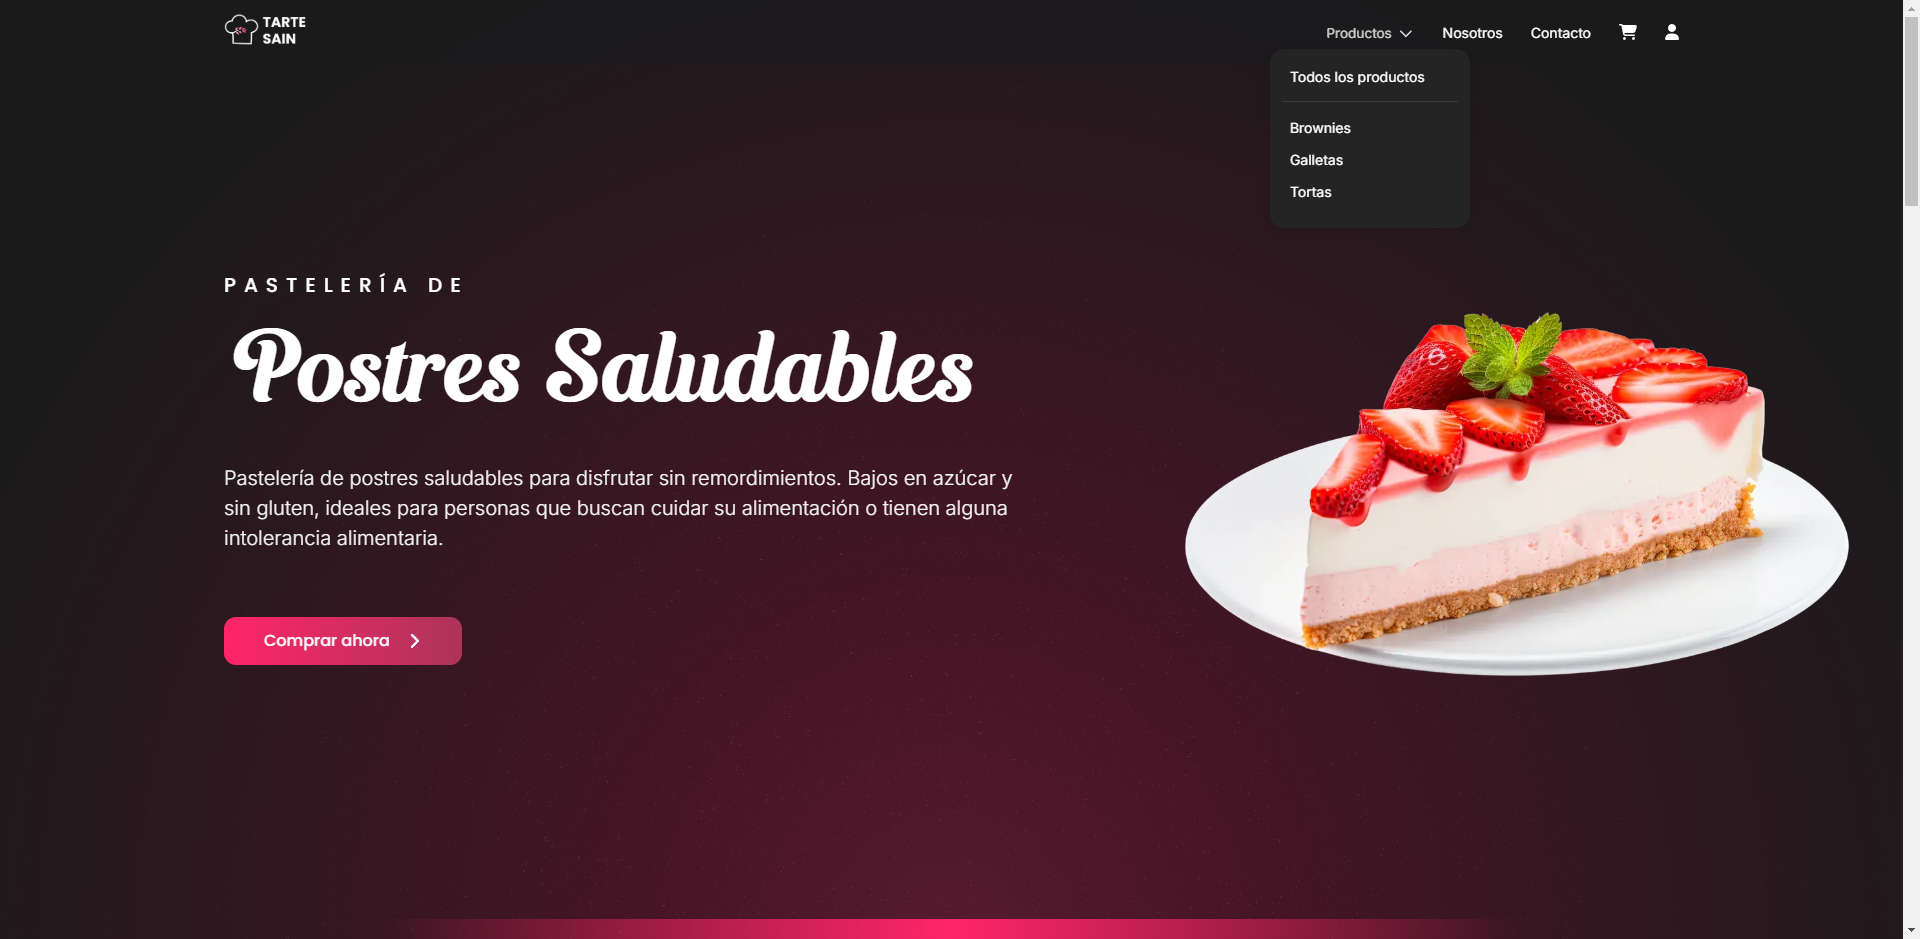 TARTE
SAIN
Productos
Nosotros
Contacto
Todos los productos
Brownies
Galletas
Tortas
PASTELERÍA DE
Postres Saludables
Pastelería de postres saludables para disfrutar sin remordimientos. Bajos en azúcar y
sin gluten, ideales para personas que buscan cuidar su alimentación o tienen alguna
intolerancia alimentaria.
Comprar ahora